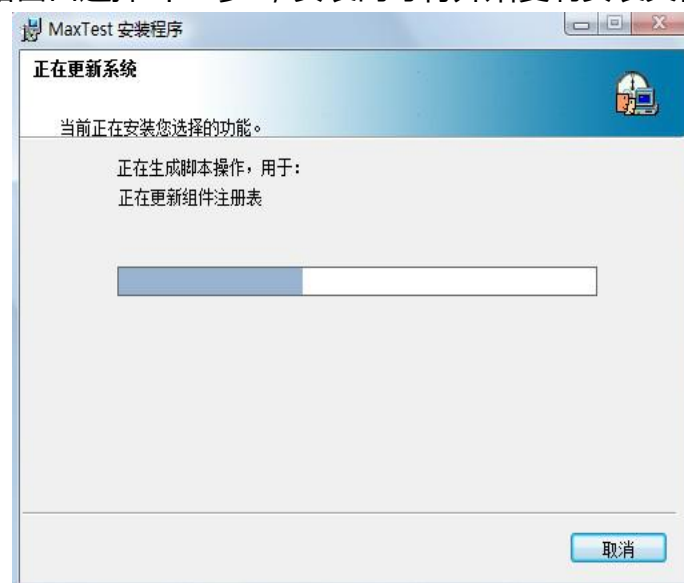 MaxTest 安装程序
正在更新系统
当前正在安装您选择的功能。
正在生成脚本操作，用于：
正在更新组件注册表
取消